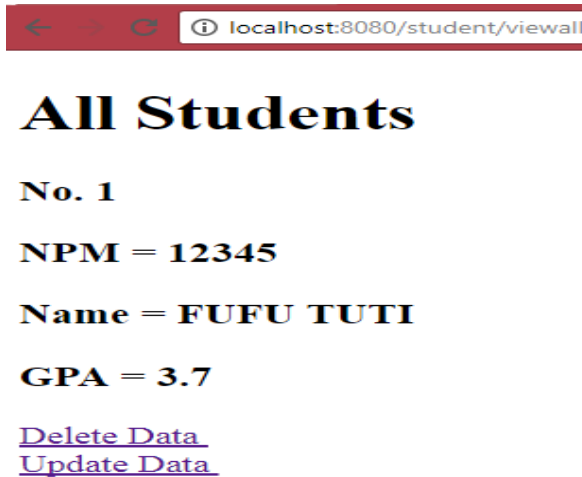 localhost:8080/student/viewall
All Students
No. 1
NPM = 12345
Name = FUFU TUTI
GPA = 3.7
Delete Data
Update Data